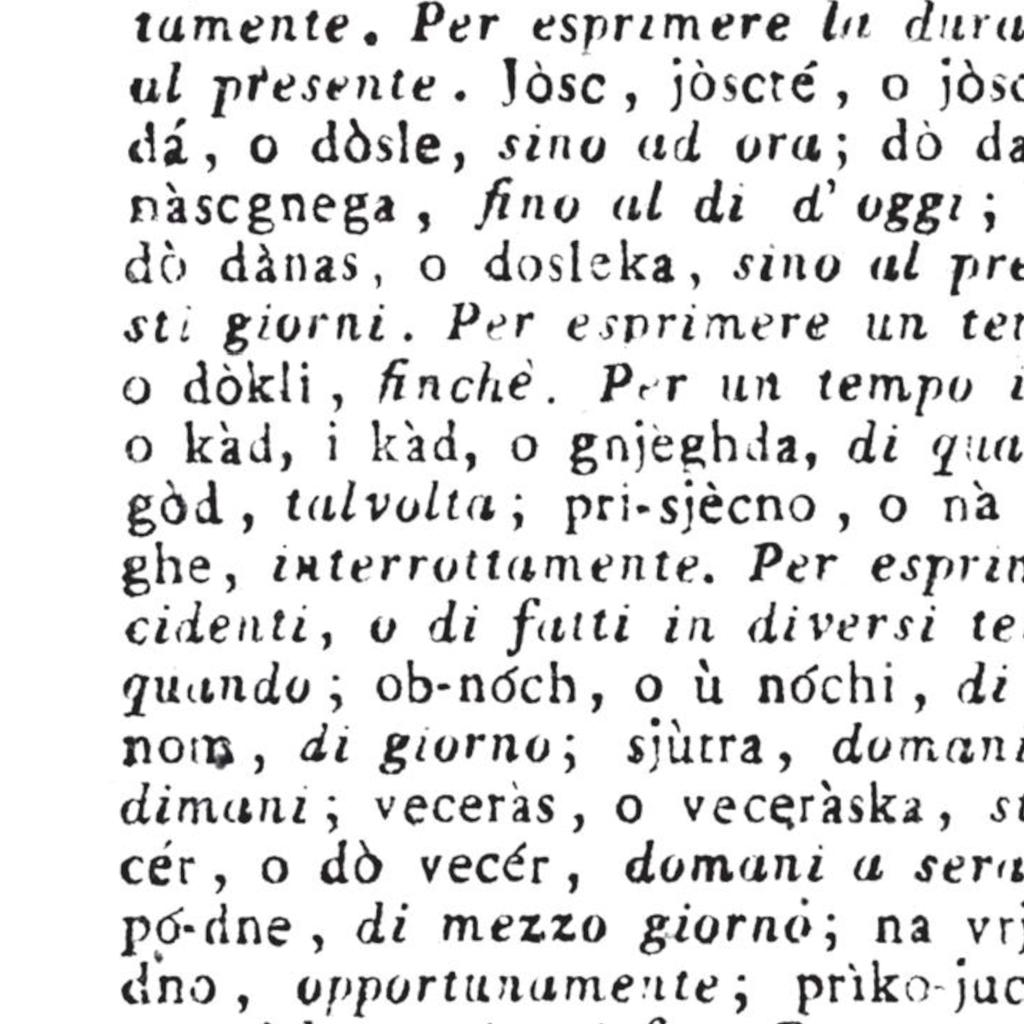 tamente. Per esprimere la dura
al presente. Jòsc, jòscté, o jòsc
dá, o dòsle, sino ad ora; dò da
nàscgnega, fino al di d'oggi;
dò dànas, o dosleka, sino al pre
sti giorni. Per esprimere un ten
o dòkli, finchè. Per un tempo i
o kàd, i kàd, o gnjèghda, di qua
gòd, talvolta; pri-sjècno, o nà
ghe, interrottamente. Per esprim
cidenti, o di fatti in diversi te
quando; ob-nóch, o ù nóchi, di
nom, di giorno; sjùtra, domani
dimani; veceràs, o veceràska, st
cér, o dò vecér, domani a sera
pó-dne, di mezzo giorno; na vrj
dno, opportunamente; prìko-juc